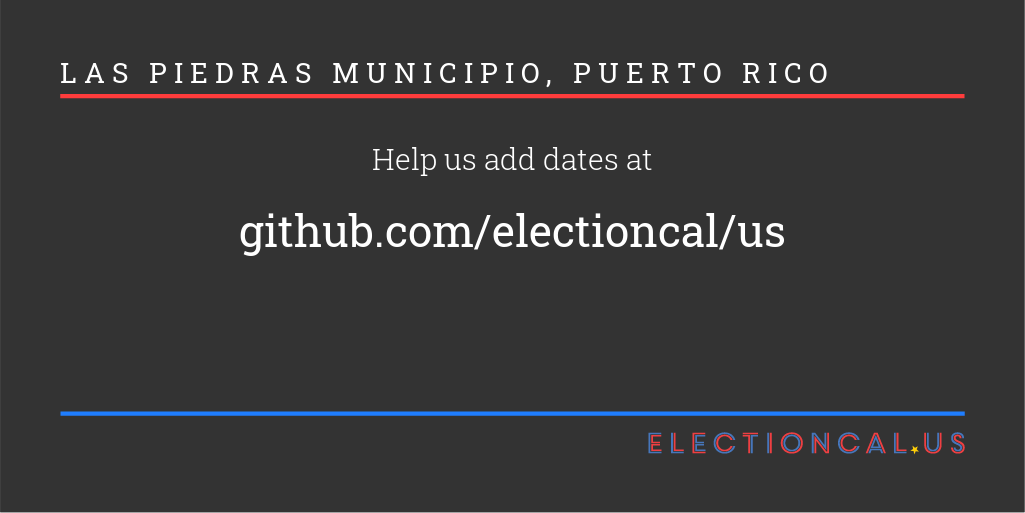 LAS PIEDRAS MUNICIPIO, PUERTO RICO
Help us add dates at
github.com/electioncal/us
ELECTIONCAL.US